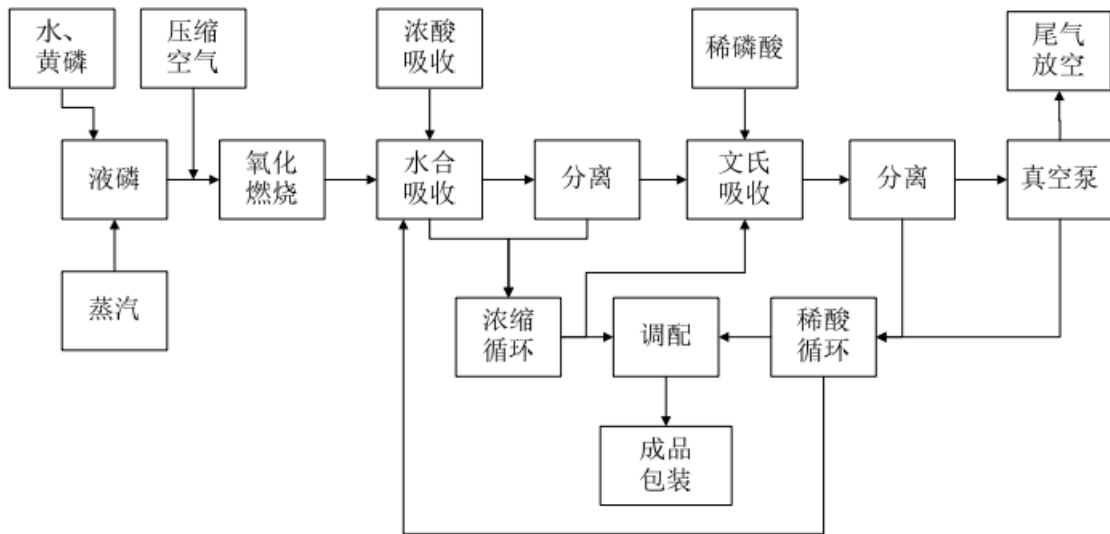 水、
黄磷
压缩
空气
浓酸
吸收
稀磷酸
尾气
放空
液磷
氧化
燃烧
水合
吸收
分离
文氏
吸收
分离
真空泵
蒸汽
浓缩
循环
调配
稀酸
循环
成品
包装